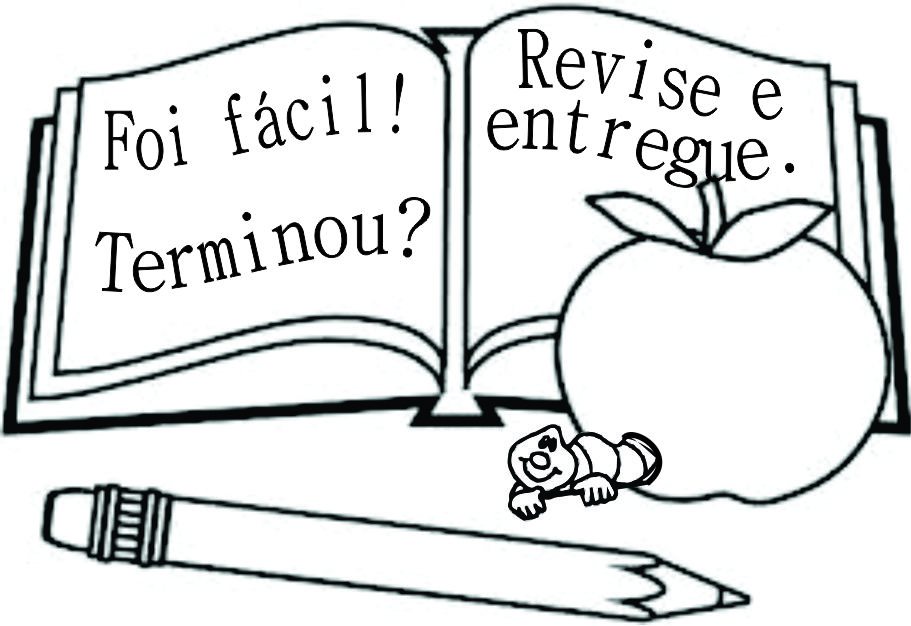 Foi fácil!
Terminou?
Revise e
entregue.